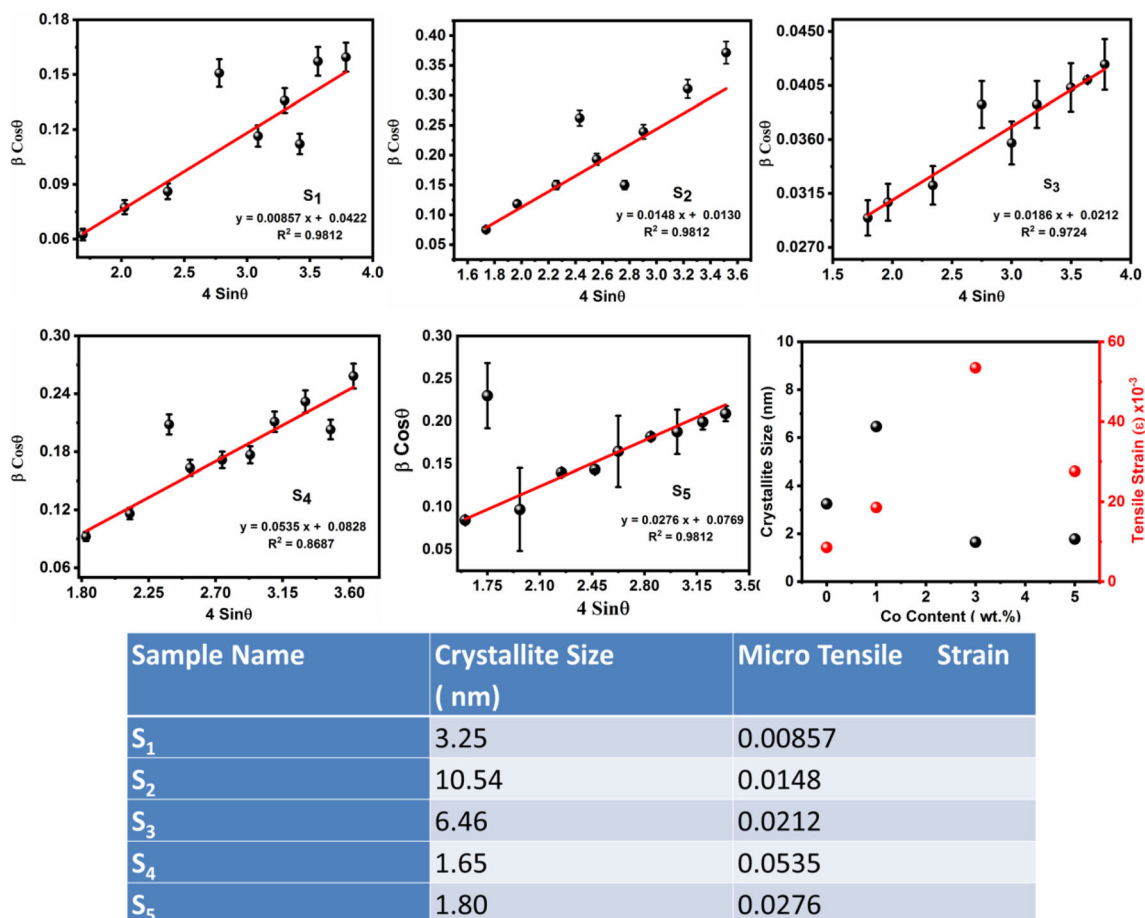 0.18
0.15
0.12
0.09
0.06
β Cosθ
S1
y = 0.00857 x + 0.0422
R2 = 0.9812
2.0 2.5 3.0 3.5 4.0
4 Sinθ
0.40
0.35
0.30
0.25
0.20
0.15
0.10
0.05
β Cosθ
S2
y = 0.0148 x + 0.0130
R2 = 0.9812
1.6 1.8 2.0 2.2 2.4 2.6 2.8 3.0 3.2 3.4 3.6
4 Sinθ
0.0450
0.0405
0.0360
0.0315
0.0270
β Cosθ
S3
y = 0.0186 x + 0.0212
R2 = 0.9724
1.5 2.0 2.5 3.0 3.5 4.0
4 Sinθ
0.30
0.24
0.18
0.12
0.06
β Cosθ
S4
y = 0.0535 x + 0.0828
R2 = 0.8687
1.80 2.25 2.70 3.15 3.60
4 Sinθ
0.30
0.25
0.20
0.15
0.10
0.05
β Cosθ
S5
y = 0.0276 x + 0.0769
R2 = 0.9812
1.75 2.10 2.45 2.80 3.15 3.50
4 Sinθ
10
8
6
4
2
0
Crystallite Size (nm)
60
40
20
0
Tensile Strain (ε) x10-3
0 1 2 3 4 5
Co Content ( wt.%)
Sample Name Crystallite Size Micro Tensile Strain
( nm)
S1 3.25 0.00857
S2 10.54 0.0148
S3 6.46 0.0212
S4 1.65 0.0535
S5 1.80 0.0276